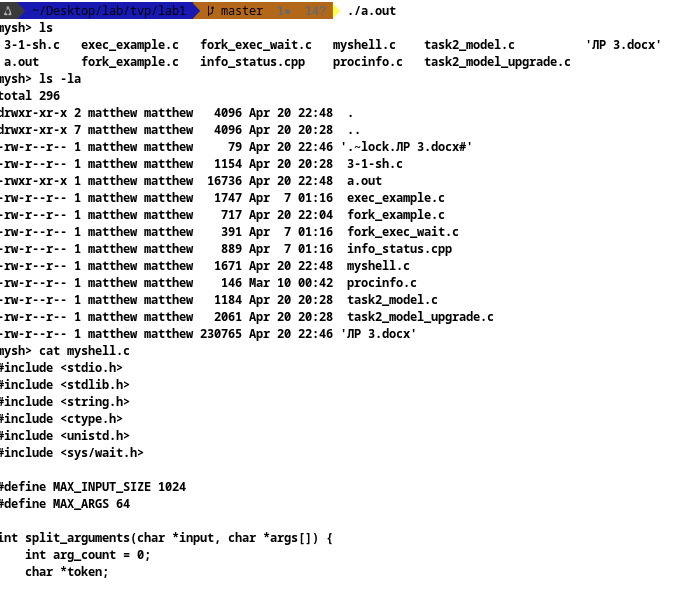 ~/Desktop/lab/tvp/lab1 master 1★ 147 ./a.out
mysh> ls
3-1-sh.c exec_example.c fork_exec_wait.c myshell.c task2_model.c 'ЛР 3.docx'
a.out fork_example.c info_status.cpp procinfo.c task2_model_upgrade.c
mysh> ls -la
total 296
drwxr-xr-x 2 matthew matthew 4096 Apr 20 22:48 .
drwxr-xr-x 7 matthew matthew 4096 Apr 20 20:28 ..
-rw-r--r-- 1 matthew matthew 79 Apr 20 22:46 '.~lock.ЛР 3.docx#'
-rw-r--r-- 1 matthew matthew 1154 Apr 20 20:28 3-1-sh.c
-rwxr-xr-x 1 matthew matthew 16736 Apr 20 22:48 a.out
-rw-r--r-- 1 matthew matthew 1747 Apr 7 01:16 exec_example.c
-rw-r--r-- 1 matthew matthew 717 Apr 20 22:04 fork_example.c
-rw-r--r-- 1 matthew matthew 391 Apr 7 01:16 fork_exec_wait.c
-rw-r--r-- 1 matthew matthew 889 Apr 7 01:16 info_status.cpp
-rw-r--r-- 1 matthew matthew 1671 Apr 20 22:48 myshell.c
-rw-r--r-- 1 matthew matthew 146 Mar 10 00:42 procinfo.c
-rw-r--r-- 1 matthew matthew 1184 Apr 20 20:28 task2_model.c
-rw-r--r-- 1 matthew matthew 2061 Apr 20 20:28 task2_model_upgrade.c
-rw-r--r-- 1 matthew matthew 230765 Apr 20 22:46 'ЛР 3.docx'
mysh> cat myshell.c
#include <stdio.h>
#include <stdlib.h>
#include <string.h>
#include <ctype.h>
#include <unistd.h>
#include <sys/wait.h>
#define MAX_INPUT_SIZE 1024
#define MAX_ARGS 64
int split_arguments(char *input, char *args[]) {
int arg_count = 0;
char *token;